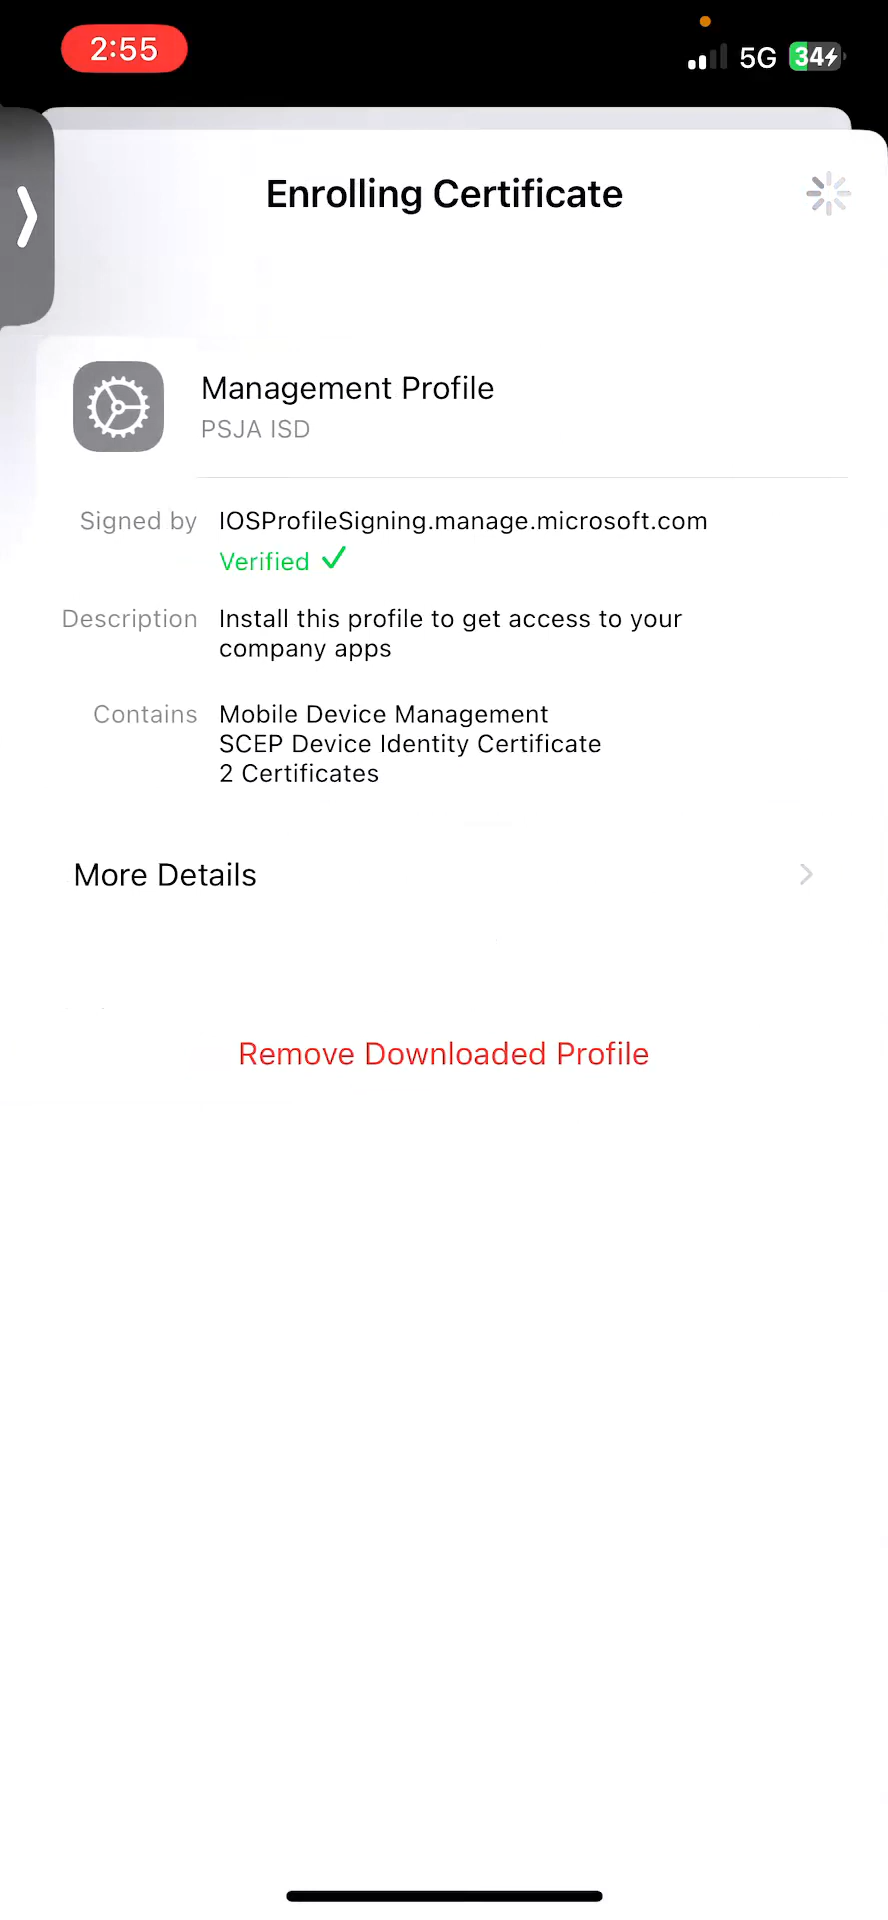 2:55
5G 34
Enrolling Certificate
Management Profile
PSJA ISD
Signed by IOSProfileSigning.manage.microsoft.com
Verified
Description Install this profile to get access to your
company apps
Contains Mobile Device Management
SCEP Device Identity Certificate
2 Certificates
More Details
Remove Downloaded Profile